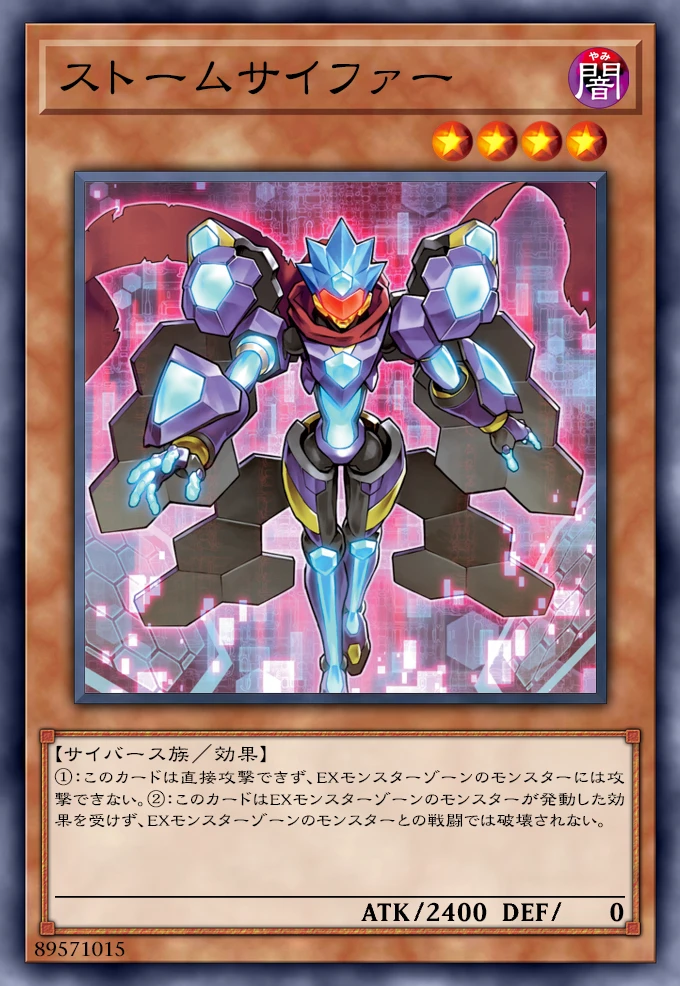 ストームサイファー
やみ
闇
【サイバース族／効果】
①:このカードは直接攻撃できず、EXモンスターゾーンのモンスターには攻
撃できない。②:このカードはEXモンスターゾーンのモンスターが発動した効
果を受けず、EXモンスターゾーンのモンスターとの戦闘では破壊されない。
ATK/2400 DEF/ 0
89571015